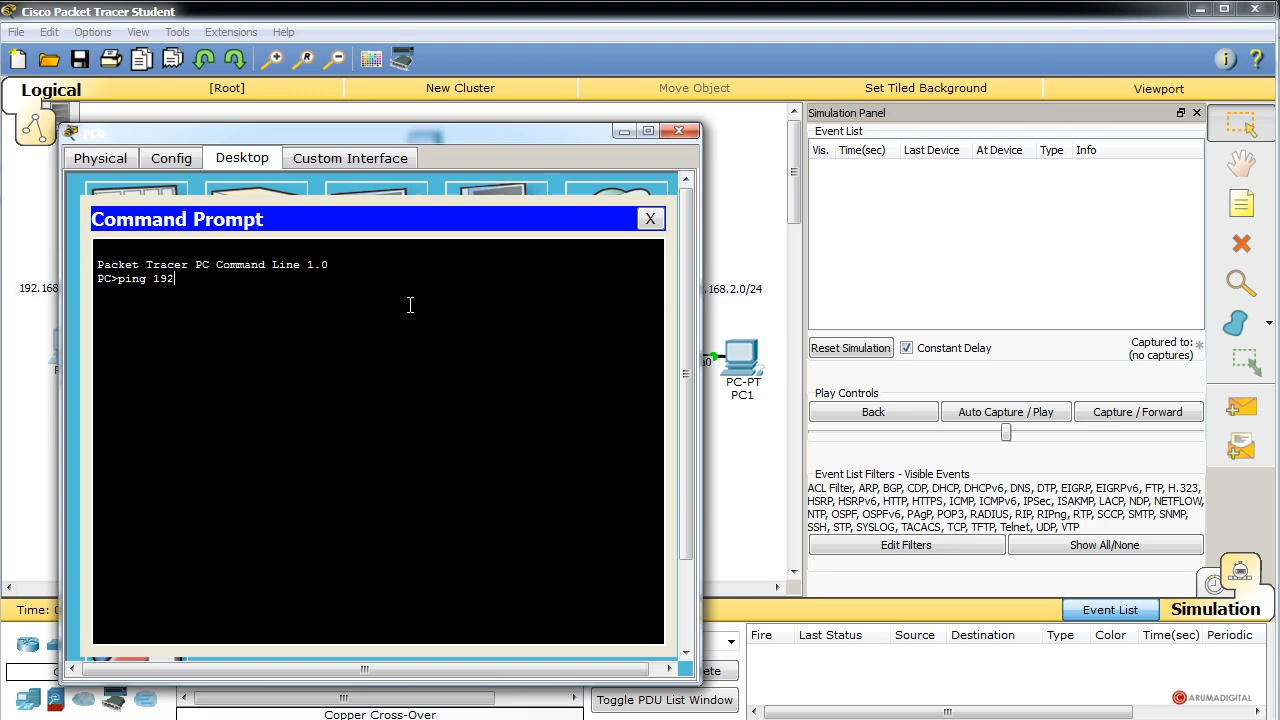 Cisco Packet Tracer Student
File Edit Options View Tools Extensions Help
Logical [Root] New Cluster Move Object Set Tiled Background Viewport
Simulation Panel
Event List
Vis. Time(sec) Last Device At Device Type Info
Physical Config Desktop Custom Interface
Command Prompt X
Packet Tracer PC Command Line 1.0
PC>ping 192
192.168
.168.2.0/24
a0
PC-PT
PC1
Reset Simulation Constant Delay
Captured to:
(no captures)
Play Controls
Back Auto Capture / Play Capture / Forward
Event List Filters - Visible Events
ACL Filter, ARP, BGP, CDP, DHCP, DHCPv6, DNS, DTP, EIGRP, EIGRPv6, FTP, H.323,
HSRP, HSRPv6, HTTP, HTTPS, ICMP, ICMPv6, IPSec, ISAKMP, LACP, NDP, NETFLOW,
NTP, OSPF, OSPFv6, PAgP, POP3, RADIUS, RIP, RIPng, RTP, SCCP, SMTP, SNMP,
SSH, STP, SYSLOG, TACACS, TCP, TFTP, Telnet, UDP, VTP
Edit Filters Show All/None
Time: Event List Simulation
Fire Last Status Source Destination Type Color Time(sec) Periodic
Toggle PDU List Window
Copper Cross-Over
CARUMADIGITAL